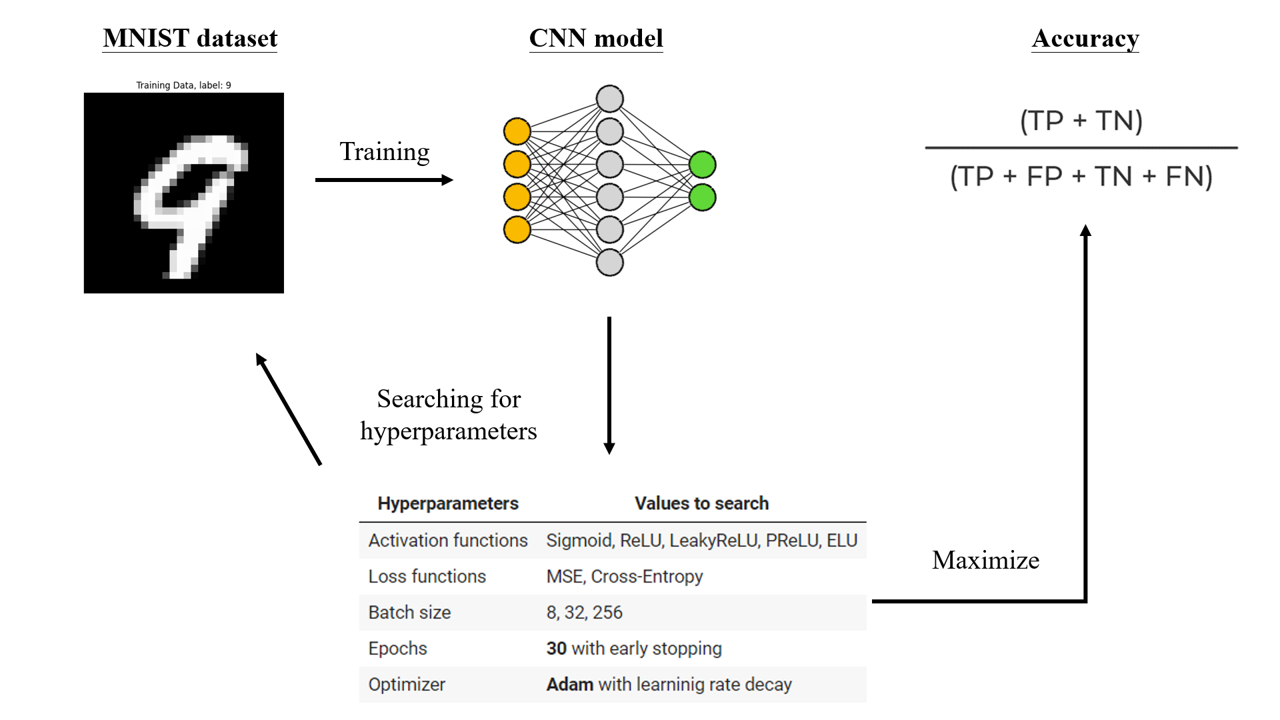 MNIST dataset
CNN model
Accuracy
Training Data, label: 9
Training
(TP + TN)
(TP + FP + TN + FN)
Searching for
hyperparameters
Hyperparameters Values to search
Activation functions Sigmoid, ReLU, LeakyReLU, PReLU, ELU
Loss functions MSE, Cross-Entropy
Batch size 8, 32, 256
Epochs 30 with early stopping
Optimizer Adam with learninig rate decay
Maximize